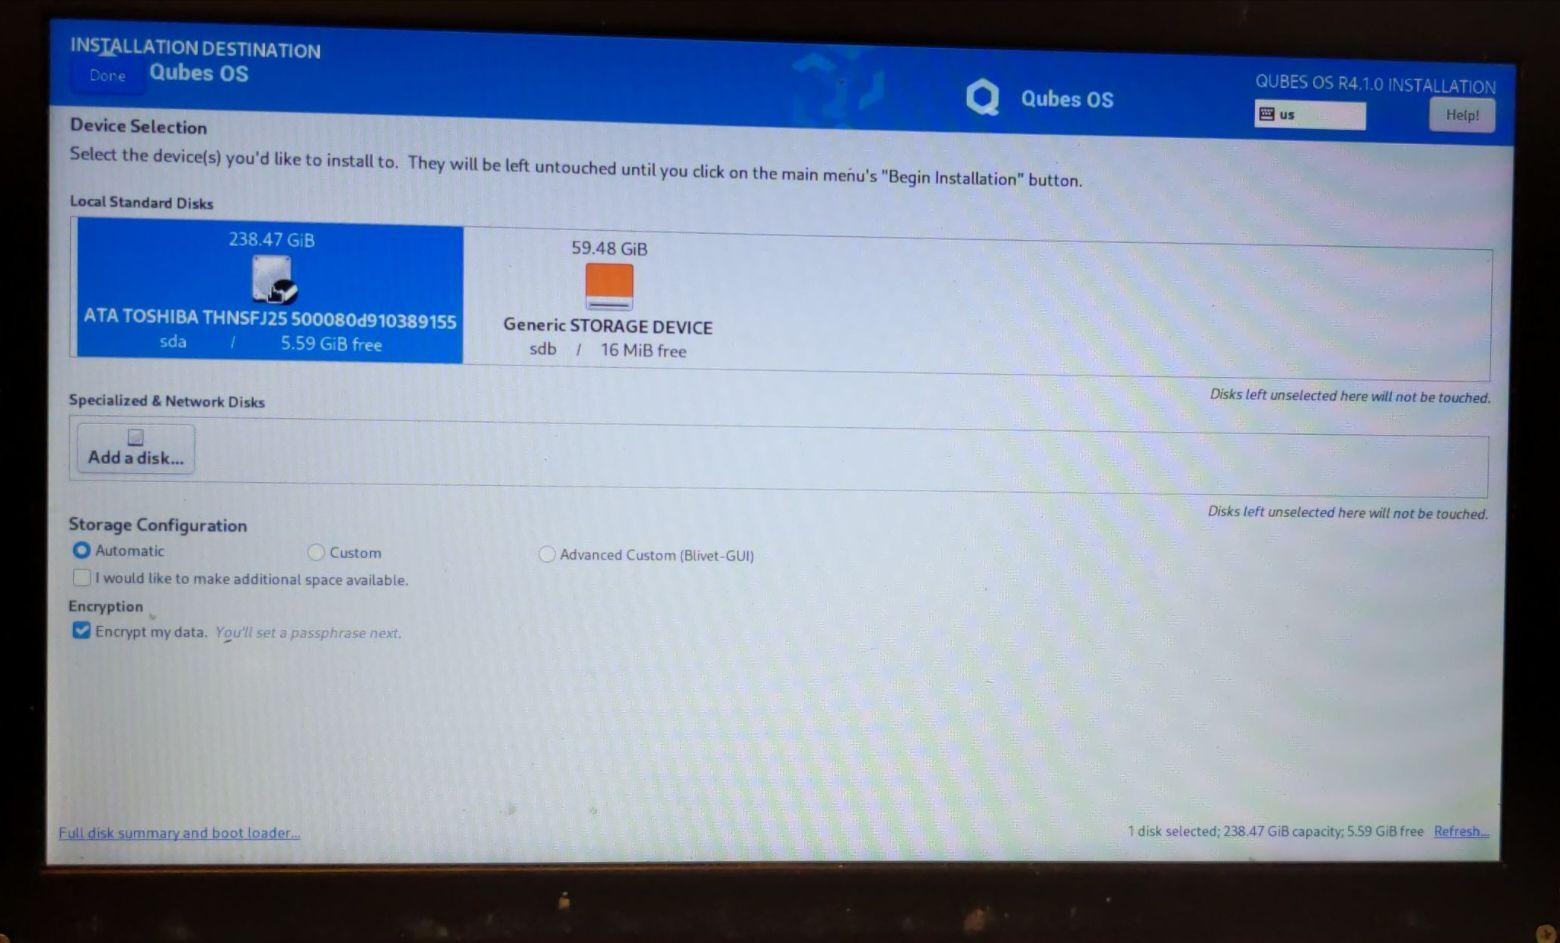 INSTALLATION DESTINATION
QUBES OS R4.1.0 INSTALLATION
Done
Qubes OS
Qubes OS
us
Help!
Device Selection
Select the device(s) you'd like to install to. They will be left untouched until you click on the main menu's "Begin Installation" button.
Local Standard Disks
238.47 GiB
ATA TOSHIBA THNSFJ25 500080d910389155
sda / 5.59 GiB free
59.48 GiB
Generic STORAGE DEVICE
sdb / 16 MiB free
Disks left unselected here will not be touched.
Specialized & Network Disks
Add a disk...
Disks left unselected here will not be touched.
Storage Configuration
Automatic
Custom
Advanced Custom (Blivet-GUI)
I would like to make additional space available.
Encryption
Encrypt my data. You'll set a passphrase next.
Full disk summary and boot loader...
1 disk selected; 238.47 GiB capacity; 5.59 GiB free Refresh...